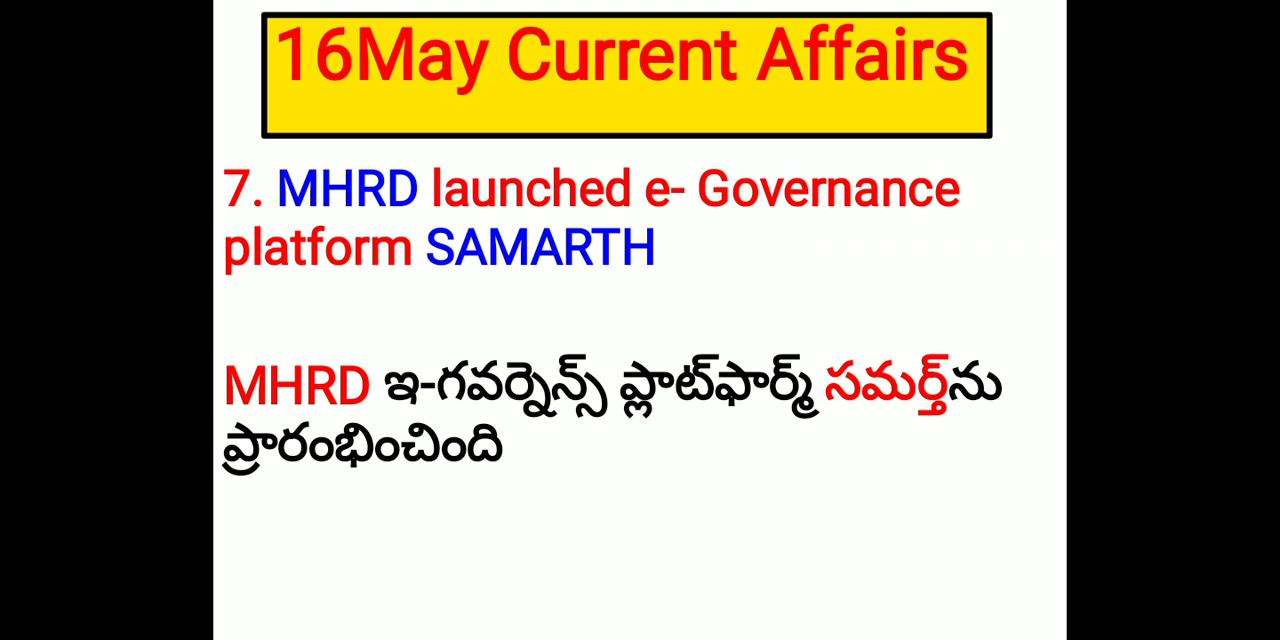 16May Current Affairs
7. MHRD launched e- Governance
platform SAMARTH
MHRD ఇ-గవర్నెన్స్ ప్లాట్‌ఫార్మ్ సమర్త్‌ను
ప్రారంభించింది